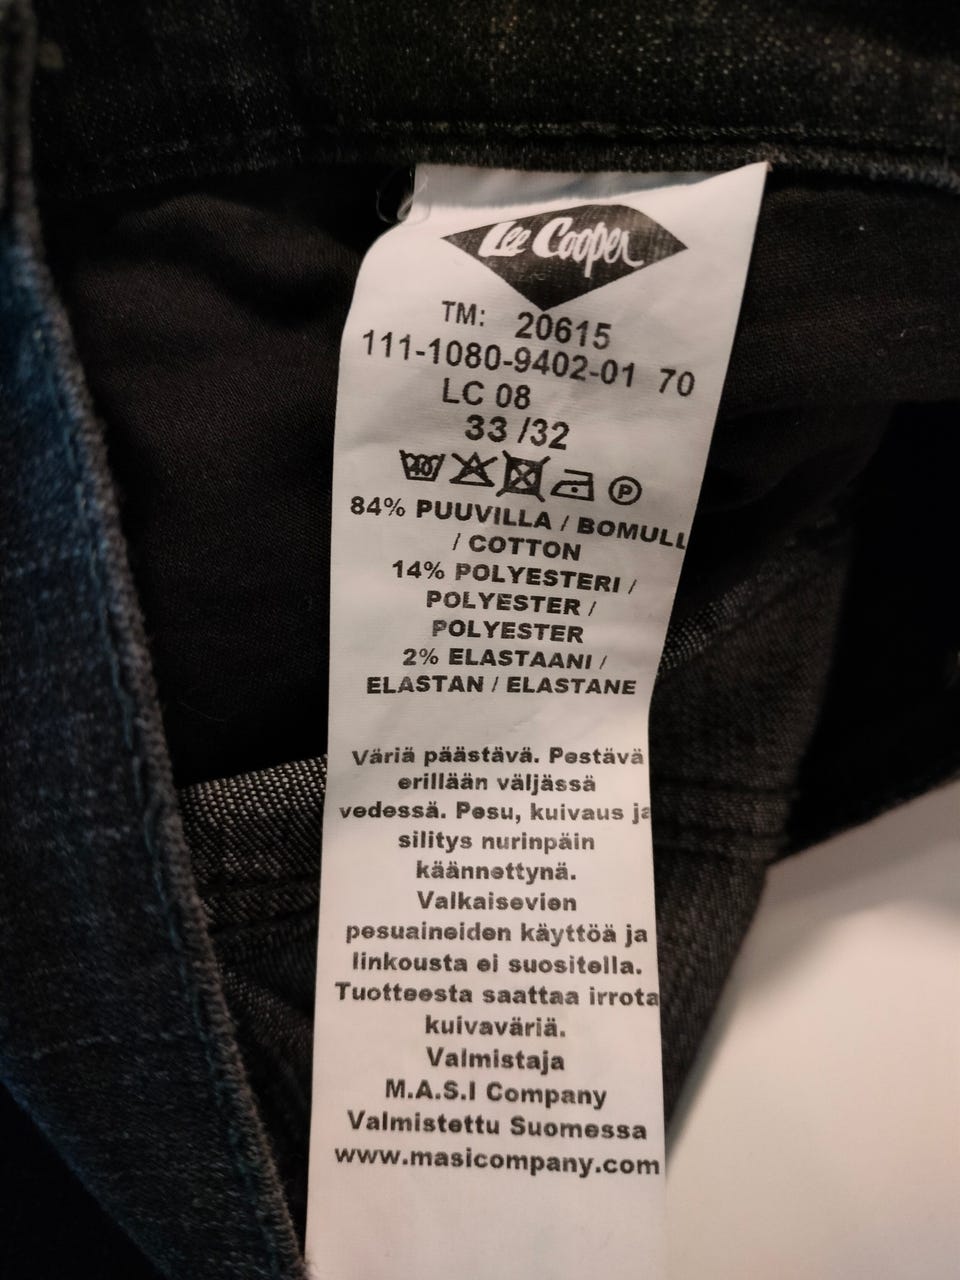 Lee Cooper
TM: 20615
111-1080-9402-01 70
LC 08
33 /32
40 P
84% PUUVILLA / BOMULL
/ COTTON
14% POLYESTERI /
POLYESTER /
POLYESTER
2% ELASTAANI /
ELASTAN / ELASTANE
Väriä päästävä. Pestävä
erillään väljässä
vedessä. Pesu, kuivaus ja
silitys nurinpäin
käännettynä.
Valkaisevien
pesuaineiden käyttöä ja
linkousta ei suositella.
Tuotteesta saattaa irrota
kuivaväriä.
Valmistaja
M.A.S.I Company
Valmistettu Suomessa
www.masicompany.com